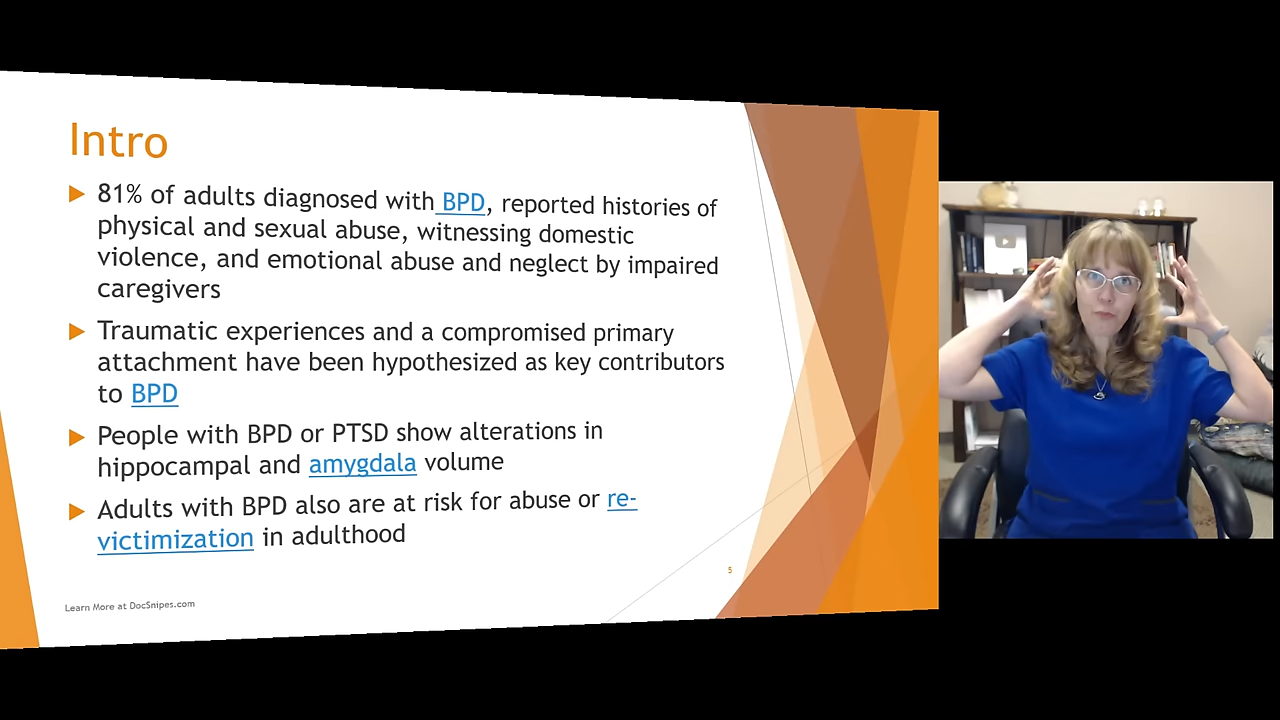 Intro
81% of adults diagnosed with BPD, reported histories of
physical and sexual abuse, witnessing domestic
violence, and emotional abuse and neglect by impaired
caregivers
Traumatic experiences and a compromised primary
attachment have been hypothesized as key contributors
to BPD
People with BPD or PTSD show alterations in
hippocampal and amygdala volume
Adults with BPD also are at risk for abuse or re-
victimization in adulthood
5
Learn More at DocSnipes.com